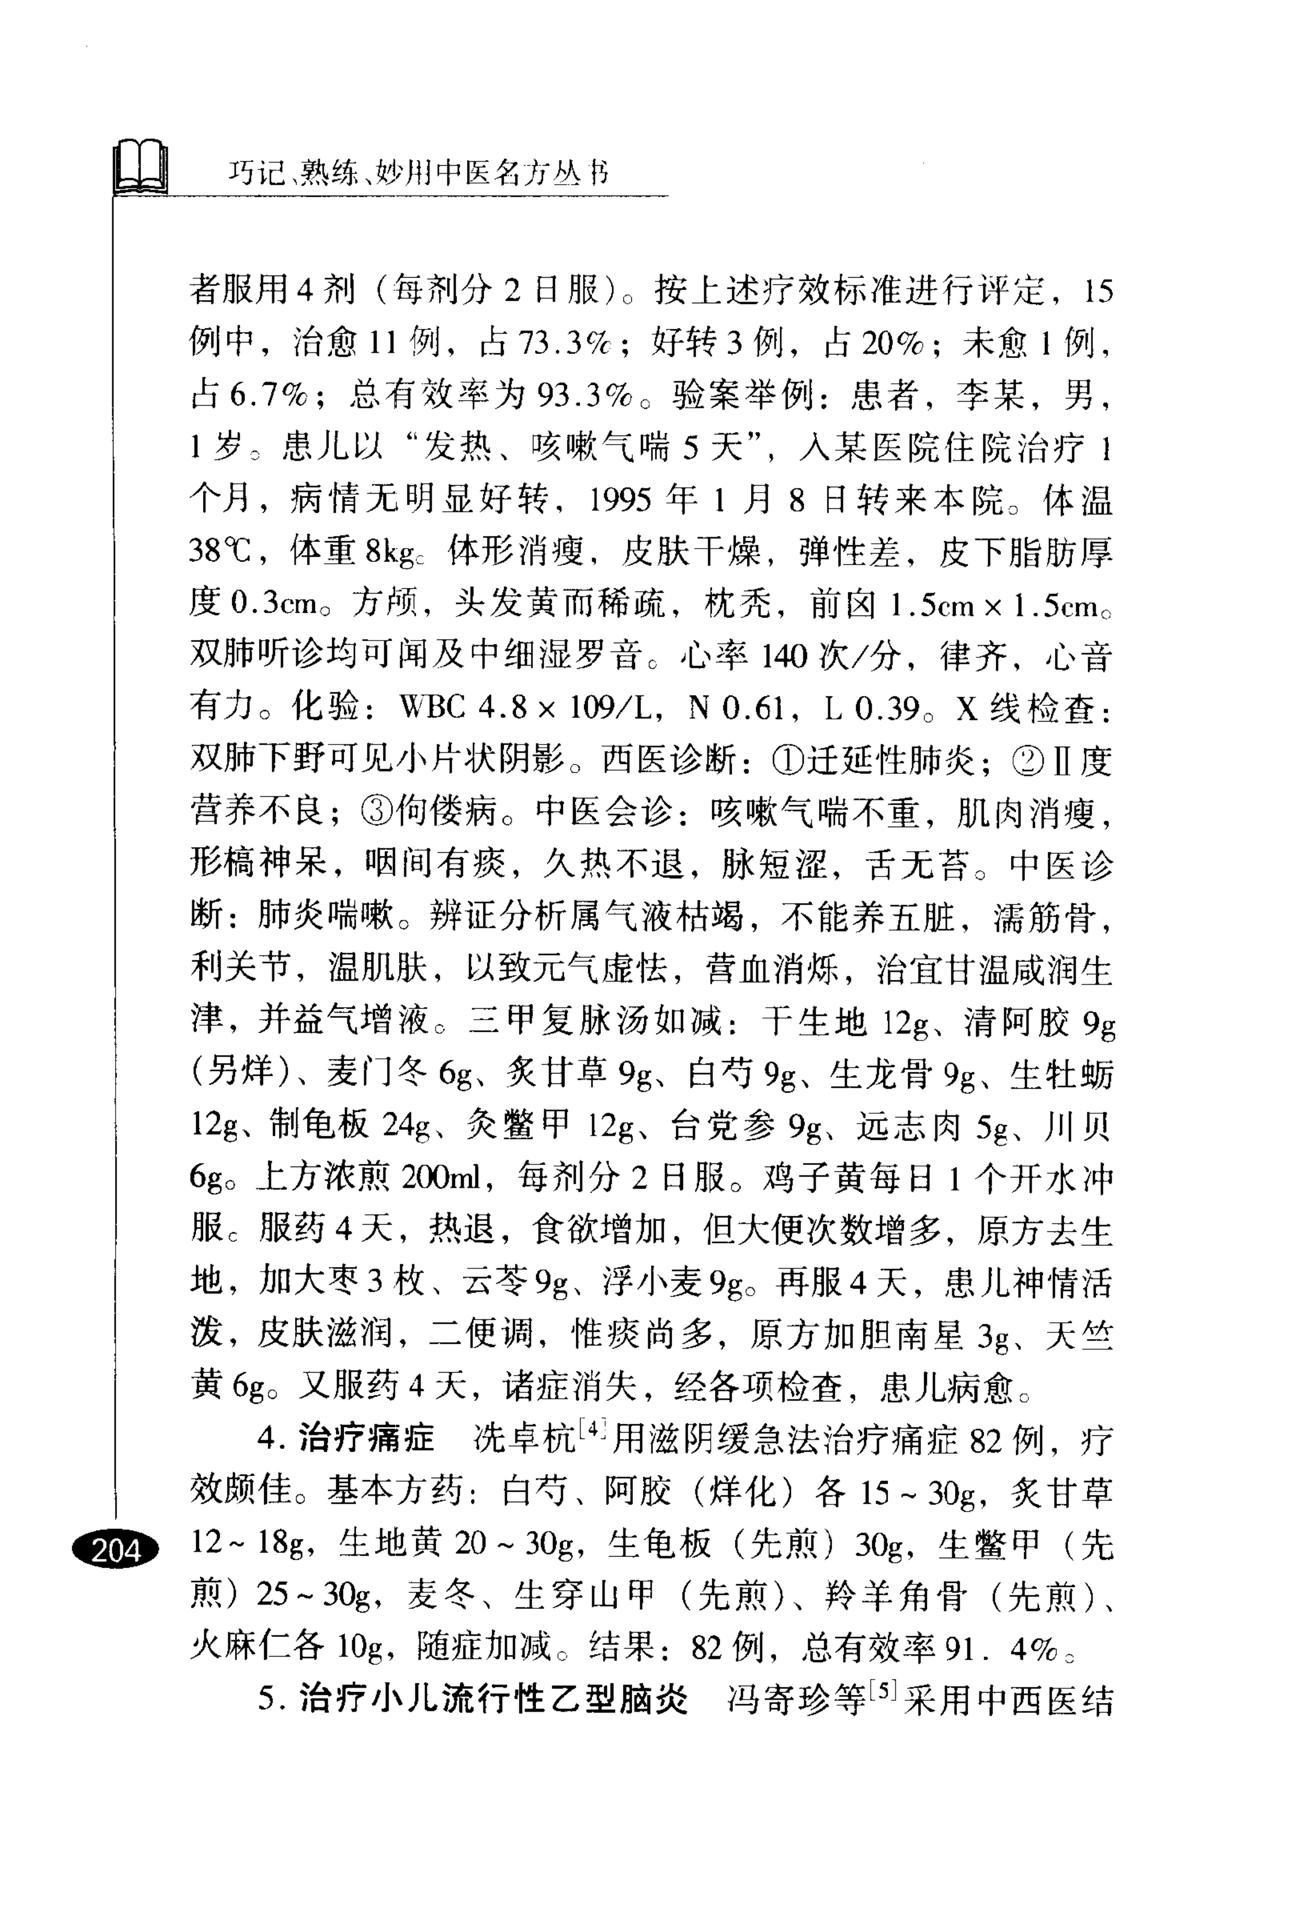 巧记、熟练、妙用中医名方丛书
者服用4剂（每剂分2日服）。按上述疗效标准进行评定，15
例中，治愈11例，占73.3%；好转3例，占20%；未愈1例，
占6.7%；总有效率为93.3%。验案举例：患者，李某，男，
1岁。患儿以“发热、咳嗽气喘5天”，入某医院住院治疗1
个月，病情无明显好转，1995年1月8日转来本院。体温
38℃，体重8kg。体形消瘦，皮肤干燥，弹性差，皮下脂肪厚
度0.3cm。方颅，头发黄而稀疏，枕秃，前囟1.5cm×1.5cm。
双肺听诊均可闻及中细湿罗音。心率140次/分，律齐，心音
有力。化验：WBC 4.8×109/L，N 0.61，L 0.39。X线检查：
双肺下野可见小片状阴影。西医诊断：①迁延性肺炎；②Ⅱ度
营养不良；③佝偻病。中医会诊：咳嗽气喘不重，肌肉消瘦，
形槁神呆，咽间有痰，久热不退，脉短涩，舌无苔。中医诊
断：肺炎喘嗽。辨证分析属气液枯竭，不能养五脏，濡筋骨，
利关节，温肌肤，以致元气虚怯，营血消烁，治宜甘温咸润生
津，并益气增液。三甲复脉汤如减：干生地12g、清阿胶9g
（另烊）、麦门冬6g、炙甘草9g、白芍9g、生龙骨9g、生牡蛎
12g、制龟板24g、灸鳖甲12g、台党参9g、远志肉5g、川贝
6g。上方浓煎200ml，每剂分2日服。鸡子黄每日1个开水冲
服。服药4天，热退，食欲增加，但大便次数增多，原方去生
地，加大枣3枚、云苓9g、浮小麦9g。再服4天，患儿神情活
泼，皮肤滋润，二便调，惟痰尚多，原方加胆南星3g、天竺
黄6g。又服药4天，诸症消失，经各项检查，患儿病愈。
4. 治疗痛症　冼卓杭[4]用滋阴缓急法治疗痛症82例，疗
效颇佳。基本方药：白芍、阿胶（烊化）各15～30g，炙甘草
12～18g，生地黄20～30g，生龟板（先煎）30g，生鳖甲（先
煎）25～30g，麦冬、生穿山甲（先煎）、羚羊角骨（先煎）、
火麻仁各10g，随症加减。结果：82例，总有效率91．4%。
5. 治疗小儿流行性乙型脑炎　冯寄珍等[5]采用中西医结
204